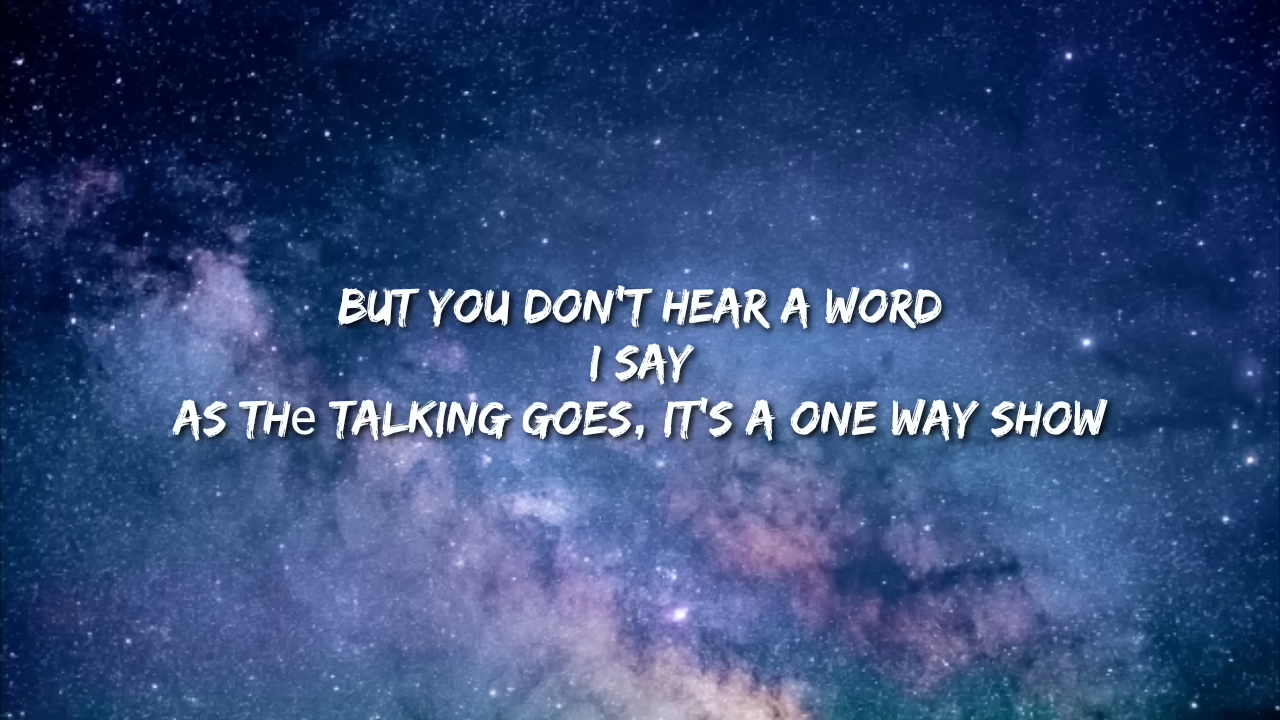 BUT YOU DON'T HEAR A WORD
I SAY
AS THe TALKING GOES, IT'S A ONE WAY SHOW